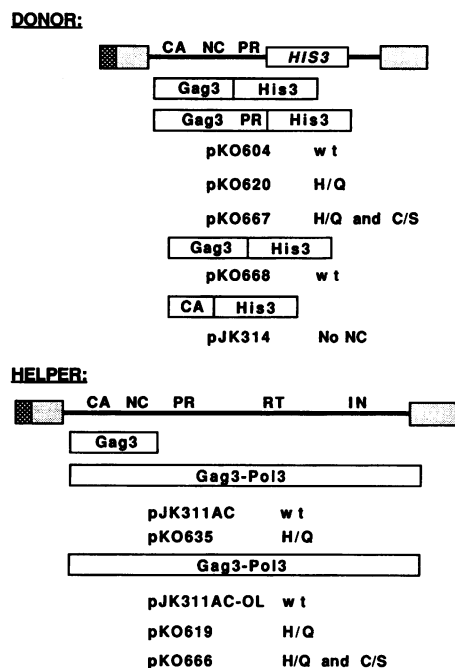 DONOR:
CA NC PR HIS3
Gag3 His3
Gag3 PR His3
pKO604 wt
pKO620 H/Q
pKO667 H/Q and C/S
Gag3 His3
pKO668 wt
CA His3
pJK314 No NC
HELPER:
CA NC PR RT IN
Gag3
Gag3-Pol3
pJK311AC wt
pKO635 H/Q
Gag3-Pol3
pJK311AC-OL wt
pKO619 H/Q
pKO666 H/Q and C/S